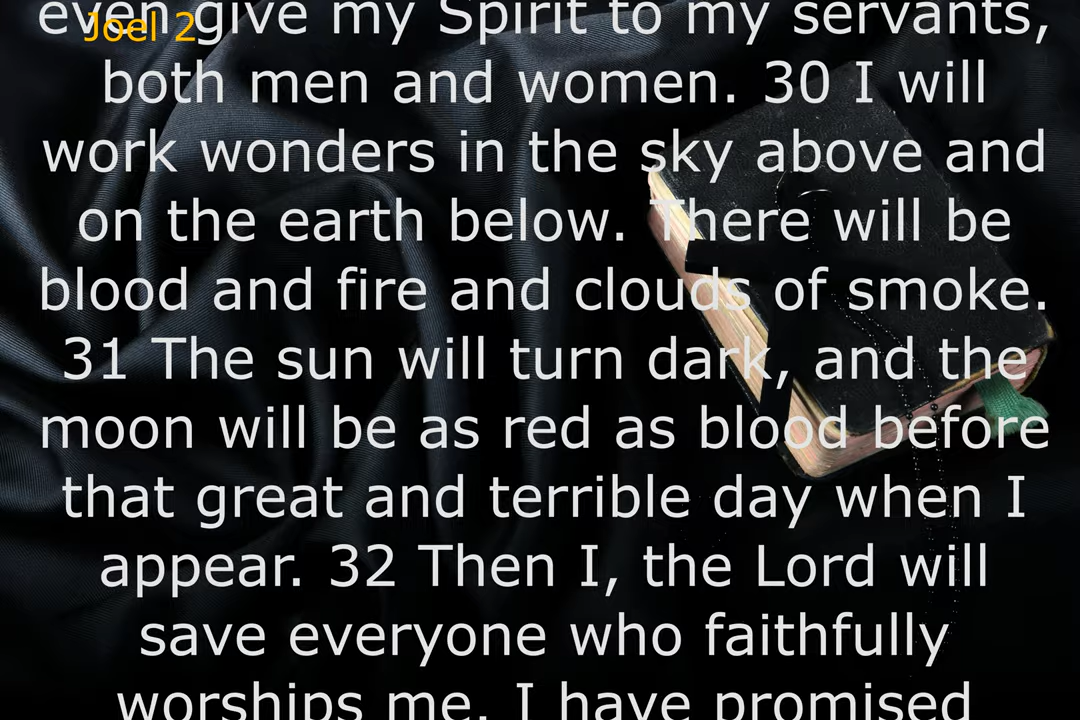 Joel 2
even give my Spirit to my servants,
both men and women. 30 I will
work wonders in the sky above and
on the earth below. There will be
blood and fire and clouds of smoke.
31 The sun will turn dark, and the
moon will be as red as blood before
that great and terrible day when I
appear. 32 Then I, the Lord will
save everyone who faithfully
worships me. I have promised